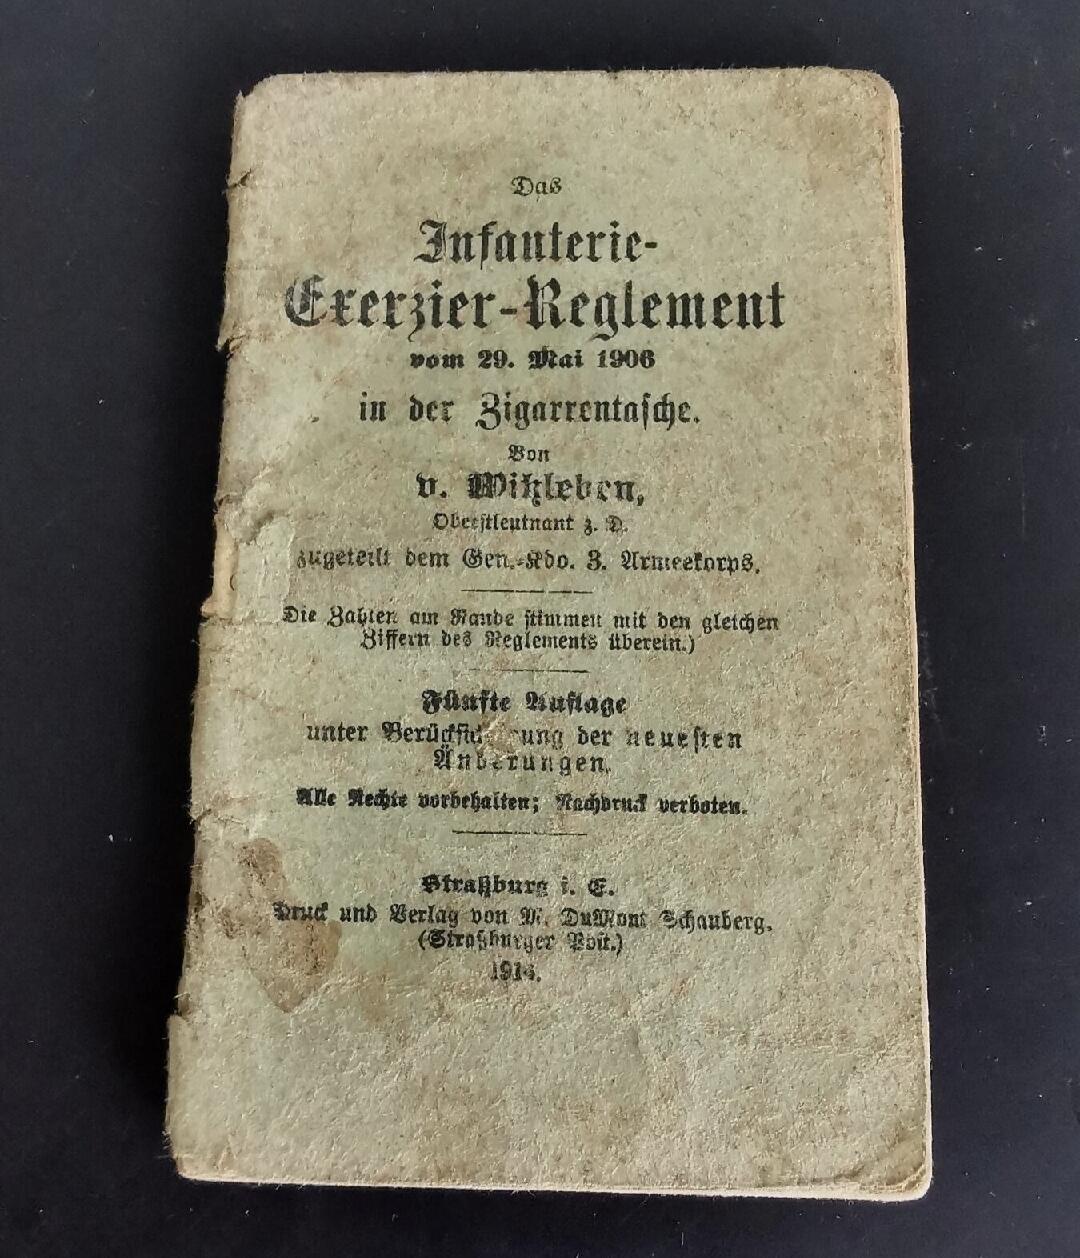 Das
Infanterie-
Exerzier-Reglement
vom 29. Mai 1906
in der Zigarrentasche.
Von
v. Witzleben,
Oberstleutnant z. D.
zugeteilt dem Gen.-Kdo. 3. Armeekorps.
Die Zahlen am Rande stimmen mit den gleichen
Ziffern des Reglements überein.)
Fünfte Auflage
unter der neuesten
Änderungen.
Alle Rechte vorbehalten; Nachdruck verboten.
Straßburg i. E.
Druck und Verlag von M. DuMont Schauberg.
(Straßburger Post.)